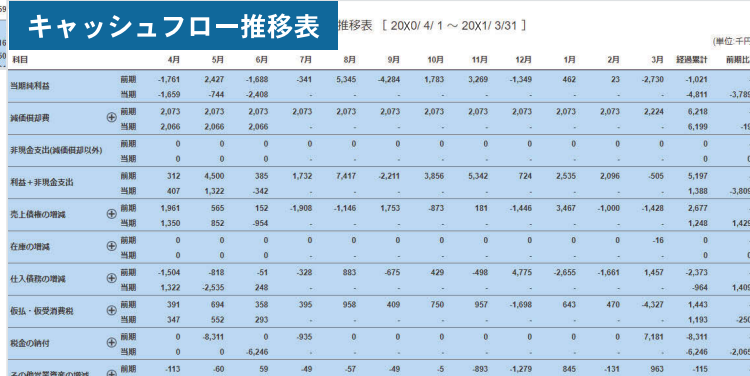 キャッシュフロー推移表
推移表 [ 20X0/ 4/ 1 ～ 20X1/ 3/31 ]
(単位:千円
科目 4月 5月 6月 7月 8月 9月 10月 11月 12月 1月 2月 3月 経過累計 前期比
当期純利益 前期 -1,761 2,427 -1,688 -341 5,345 -4,284 1,783 3,269 -1,349 462 23 -2,730 -1,021
当期 -1,659 -744 -2,408 - - - - - - - - - -4,811 -3,789
減価償却費 前期 2,073 2,073 2,073 2,073 2,073 2,073 2,073 2,073 2,073 2,073 2,073 2,224 6,218
当期 2,066 2,066 2,066 - - - - - - - - - 6,199 -19
非現金支出(減価償却以外) 前期 0 0 0 0 0 0 0 0 0 0 0 0 0
当期 0 0 0 - - - - - - - - - 0 0
利益+非現金支出 前期 312 4,500 385 1,732 7,417 -2,211 3,856 5,342 724 2,535 2,096 -505 5,197
当期 407 1,322 -342 - - - - - - - - - 1,388 -3,809
売上債権の増減 前期 1,961 565 152 -1,908 -1,146 1,753 -873 181 -1,446 3,467 -1,000 -1,428 2,677
当期 1,350 852 -954 - - - - - - - - - 1,248 1,429
在庫の増減 前期 0 0 0 0 0 0 0 0 0 0 0 -16 0
当期 0 0 0 - - - - - - - - - 0 0
仕入債務の増減 前期 -1,504 -818 -51 -328 883 -675 429 -498 4,775 -2,655 -1,661 1,457 -2,373
当期 1,322 -2,535 248 - - - - - - - - - -964 1,409
仮払・仮受消費税 前期 391 694 358 395 958 409 750 957 -1,698 643 470 -4,327 1,443
当期 347 552 293 - - - - - - - - - 1,193 -250
税金の納付 前期 0 -8,311 0 -935 0 0 0 0 0 0 0 7,181 -8,311
当期 0 0 -6,246 - - - - - - - - - -6,246 -2,065
その他営業資産の増減 前期 -113 -60 59 -49 -57 -49 -5 -893 -1,279 845 -131 963 -115